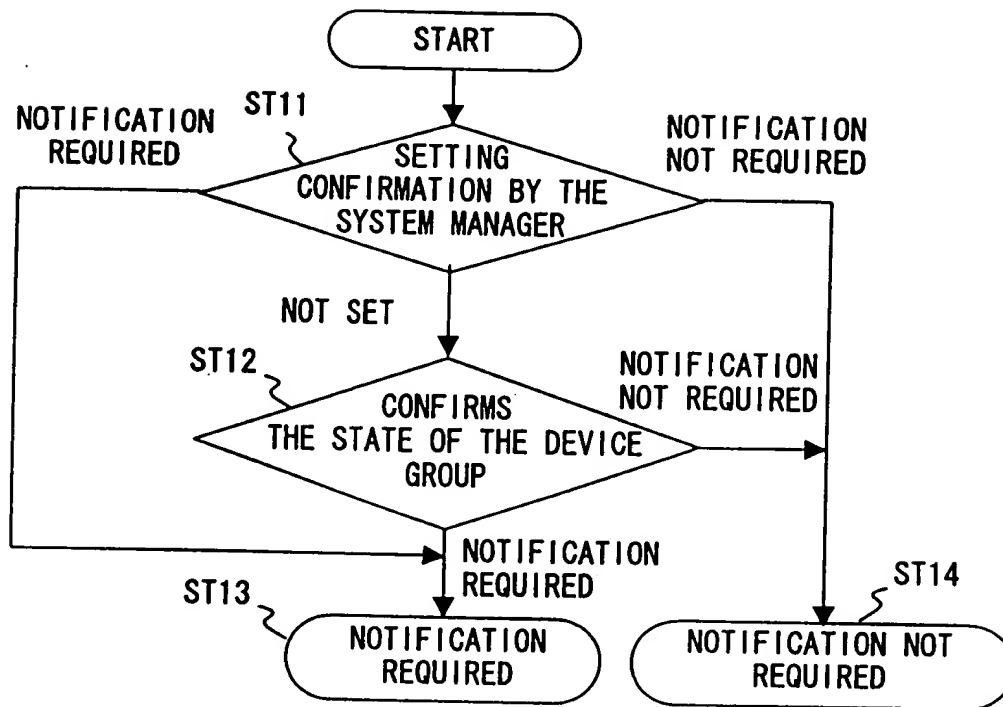 START
ST11
NOTIFICATION
REQUIRED
NOTIFICATION
NOT REQUIRED
SETTING
CONFIRMATION BY THE
SYSTEM MANAGER
NOT SET
ST12
NOTIFICATION
NOT REQUIRED
CONFIRMS
THE STATE OF THE DEVICE
GROUP
NOTIFICATION
REQUIRED
ST13
ST14
NOTIFICATION
REQUIRED
NOTIFICATION NOT
REQUIRED